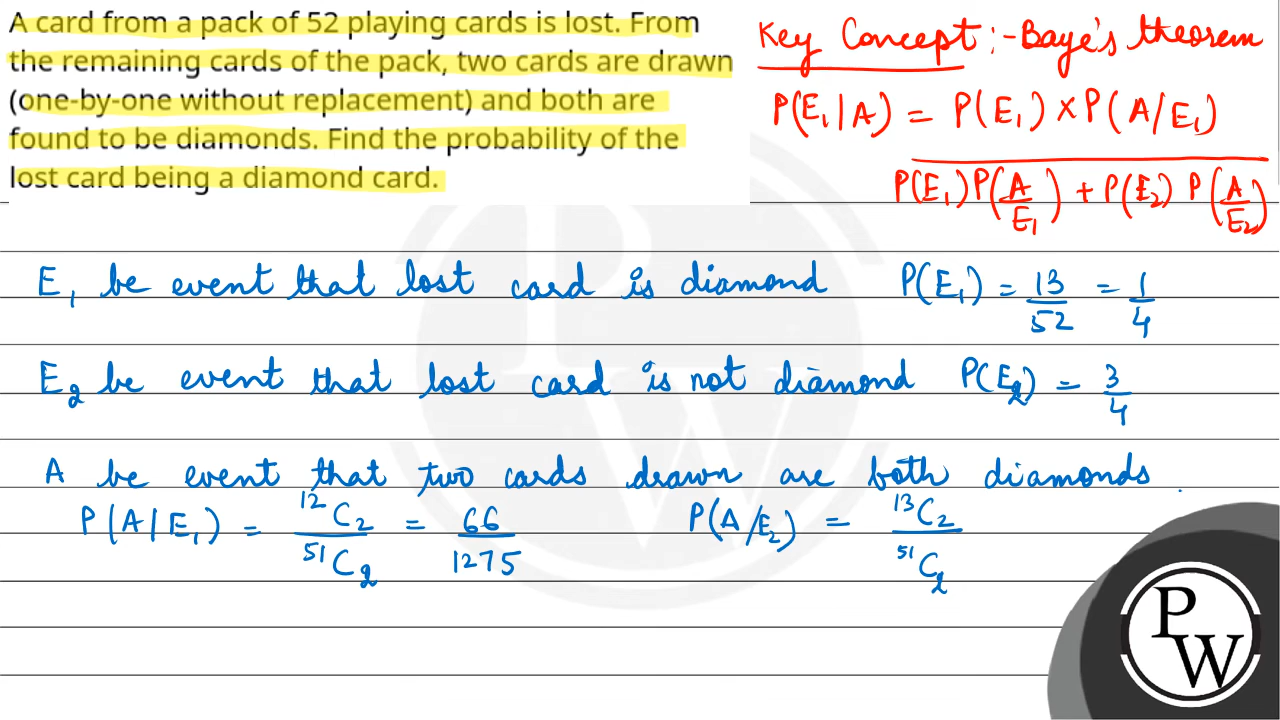 A card from a pack of 52 playing cards is lost. From
the remaining cards of the pack, two cards are drawn
(one-by-one without replacement) and both are
found to be diamonds. Find the probability of the
lost card being a diamond card.
Key Concept :- Baye's theorem
P(E₁|A) = P(E₁) × P(A/E₁)
P(E₁)P(A/E₁) + P(E₂) P(A/E₂)
E₁ be event that lost card is diamond P(E₁) = 13/52 = 1/4
E₂ be event that lost card is not diamond P(E₂) = 3/4
A be event that two cards drawn are both diamonds.
P(A|E₁) = ¹²C₂/⁵¹C₂ = 66/1275 P(A/E₂) = ¹³C₂/⁵¹C₂
P
W